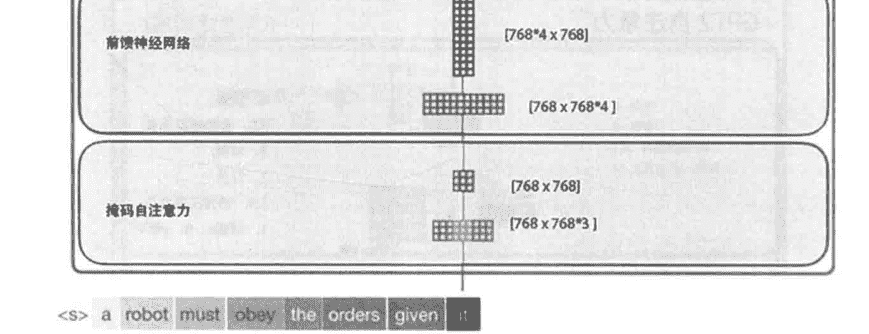 前馈神经网络
[768*4 x 768]
[768 x 768*4 ]
掩码自注意力
[768 x 768]
[768 x 768*3 ]
<s> a robot must obey the orders given it